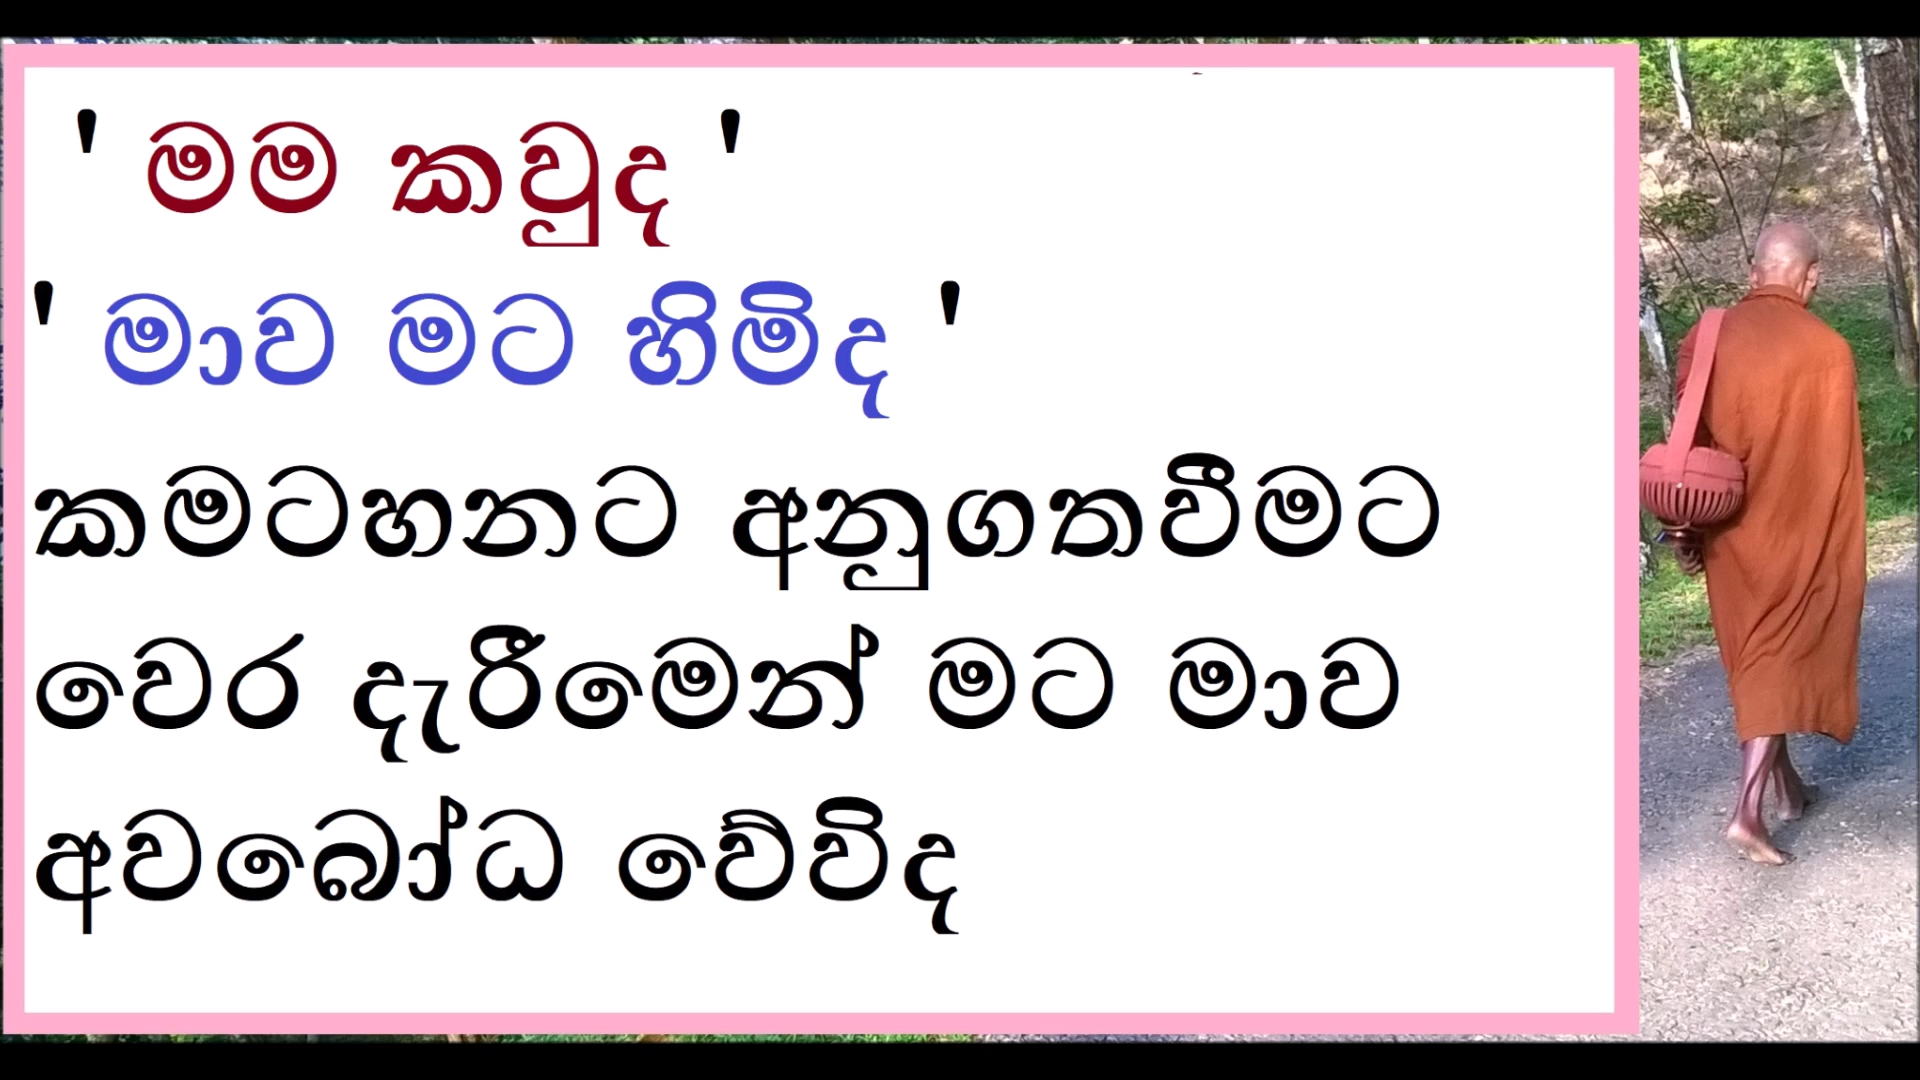 ' මම කවුද '
' මාව මට හිමිද '
කමටහනට අනුගතවීමට
වෙර දැරීමෙන් මට මාව
අවබෝධ වේවිද